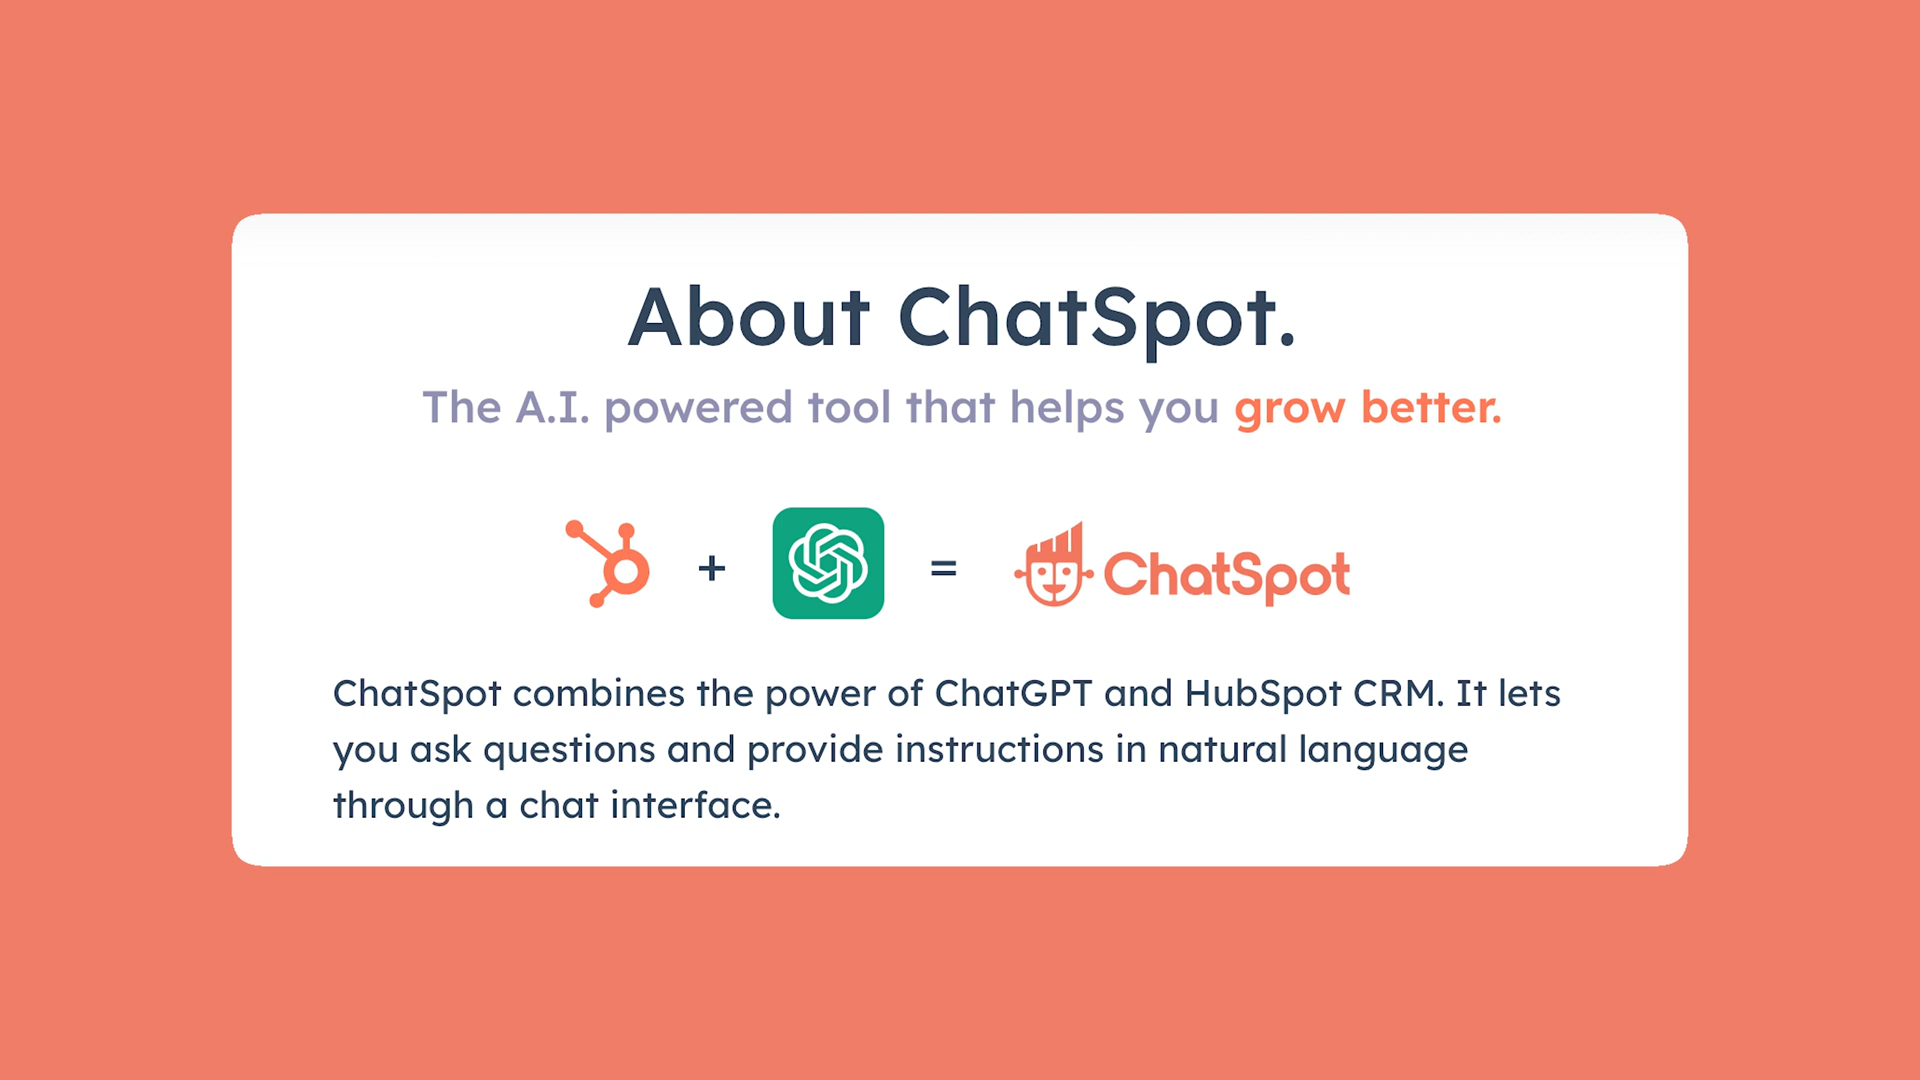 About ChatSpot.
The A.I. powered tool that helps you grow better.
+ = ChatSpot
ChatSpot combines the power of ChatGPT and HubSpot CRM. It lets
you ask questions and provide instructions in natural language
through a chat interface.